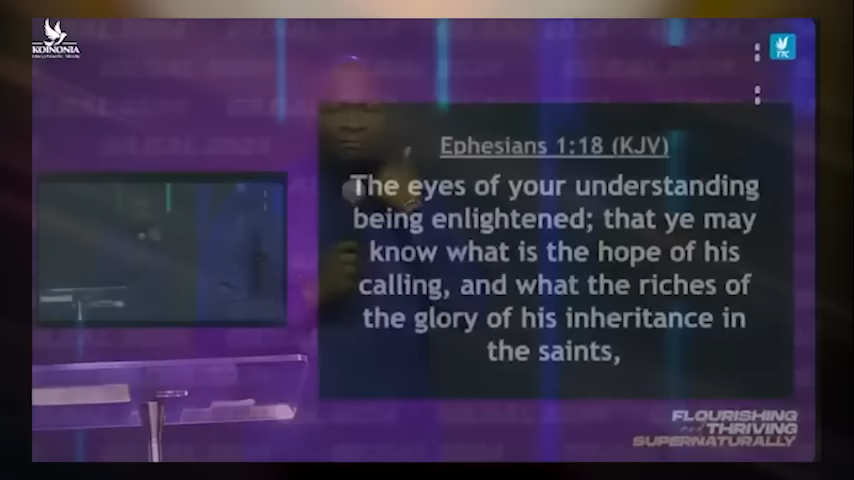 KOINONIA
TTC
Ephesians 1:18 (KJV)
The eyes of your understanding
being enlightened; that ye may
know what is the hope of his
calling, and what the riches of
the glory of his inheritance in
the saints,
FLOURISHING
and THRIVING
SUPERNATURALLY